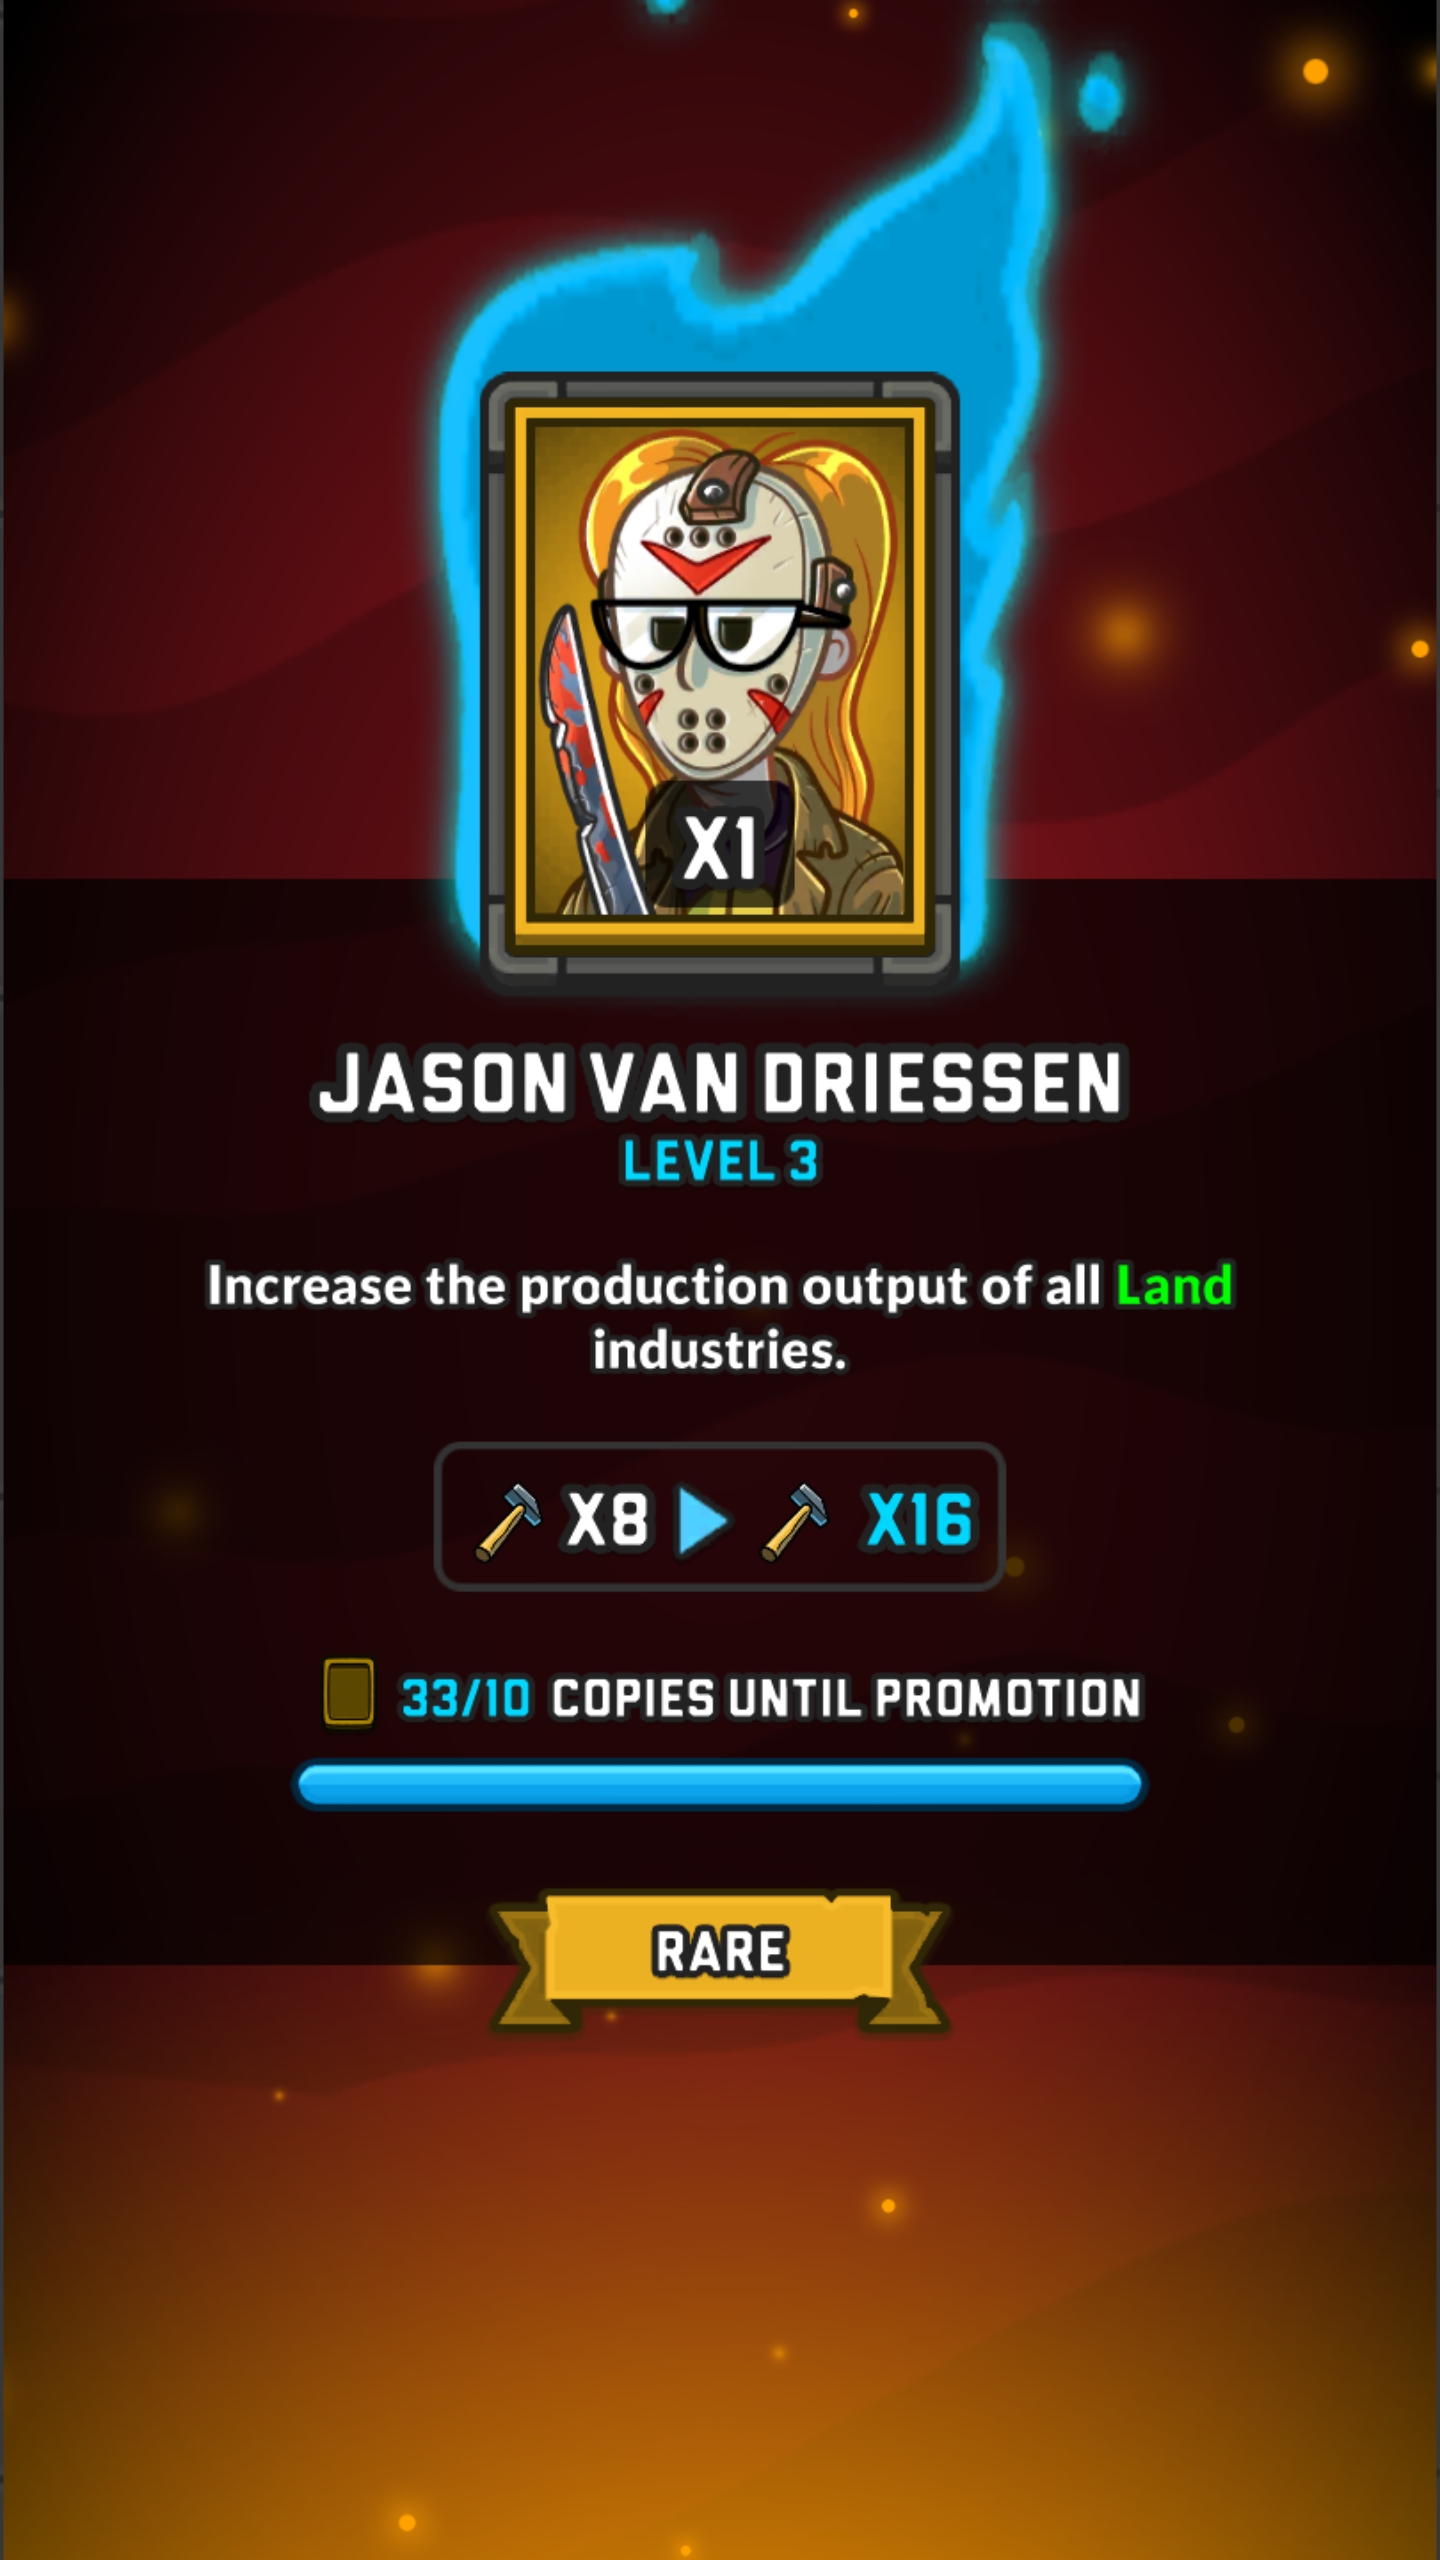 X1
JASON VAN DRIESSEN
LEVEL 3
Increase the production output of all Land
industries.
X8 X16
33/10 COPIES UNTIL PROMOTION
RARE